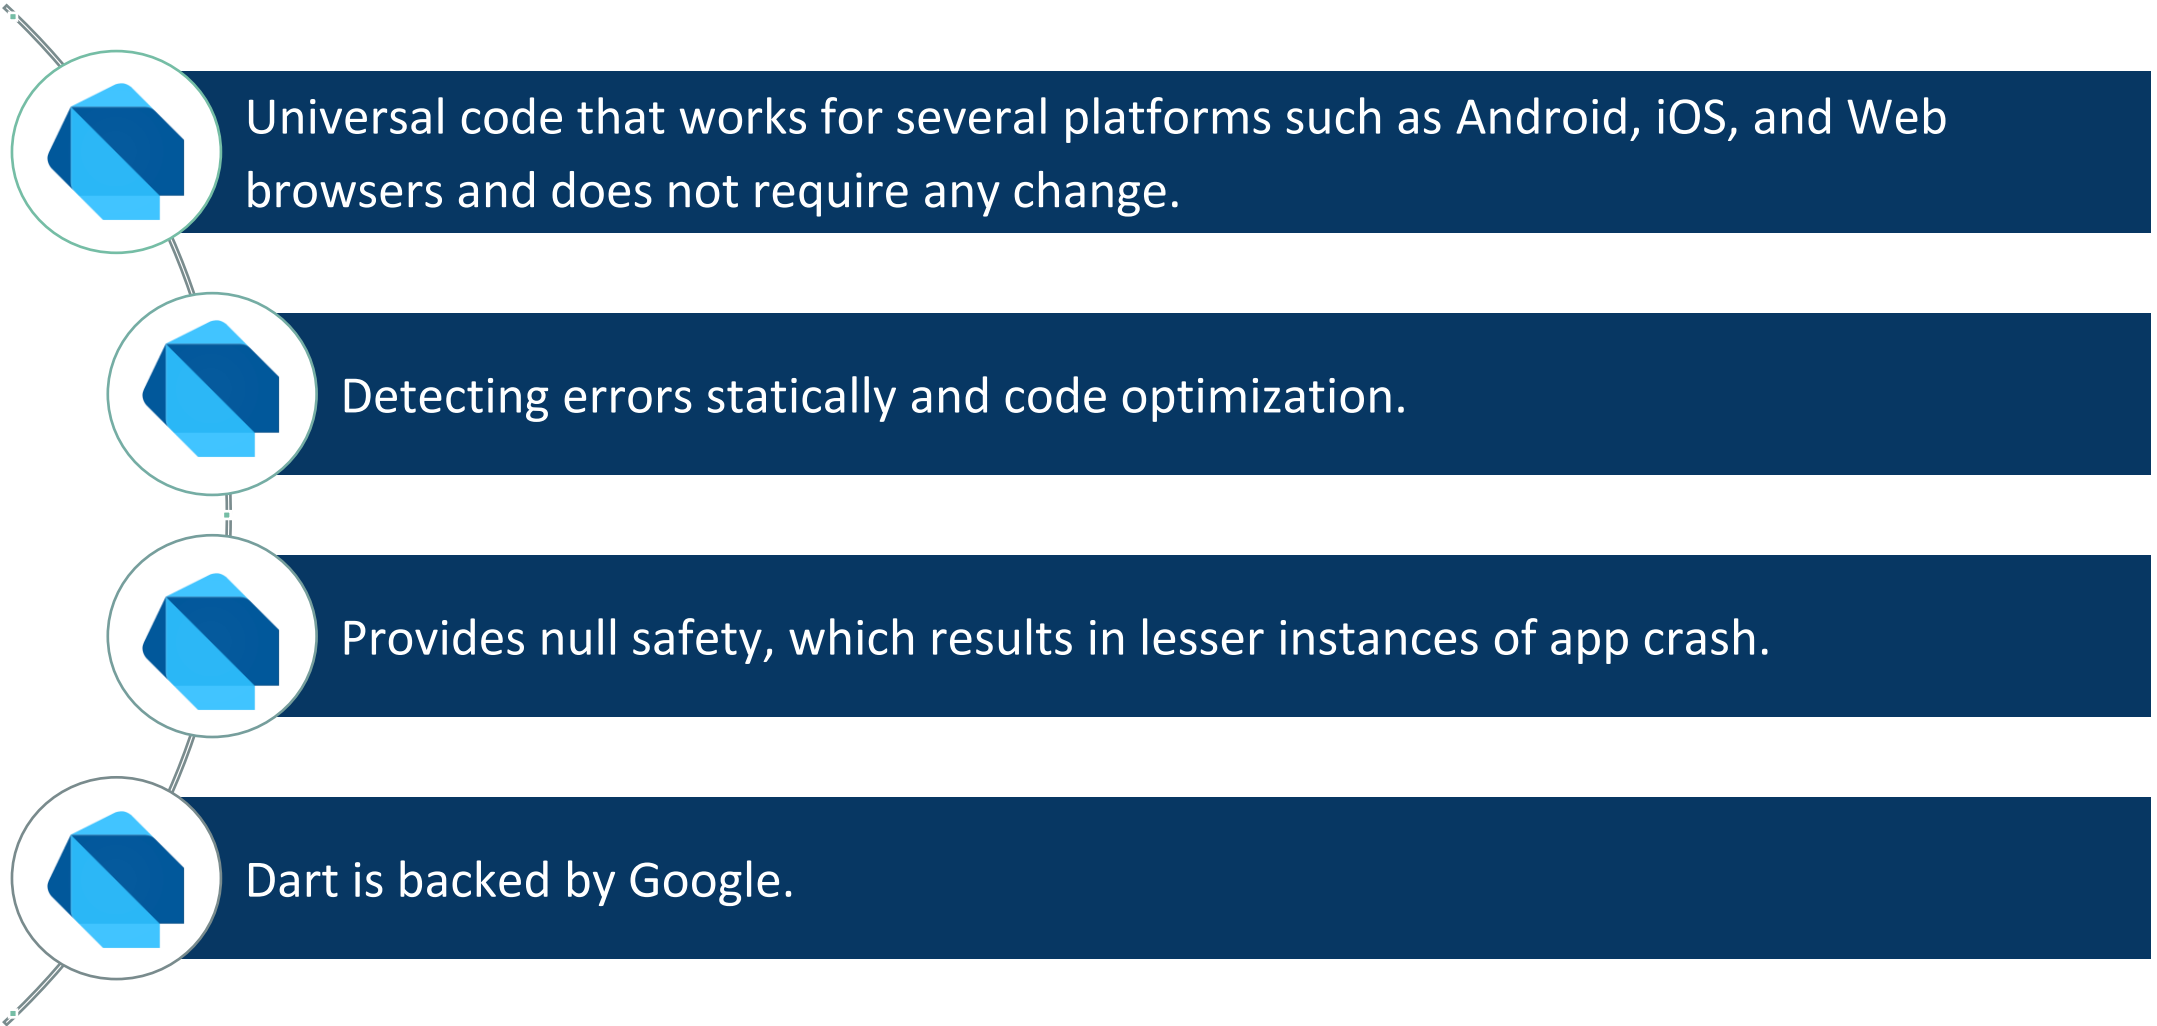 Universal code that works for several platforms such as Android, iOS, and Web
browsers and does not require any change.
Detecting errors statically and code optimization.
Provides null safety, which results in lesser instances of app crash.
Dart is backed by Google.